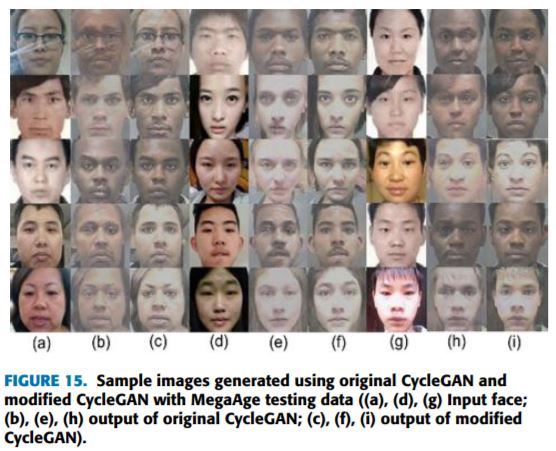 (a) (b) (c) (d) (e) (f) (g) (h) (i)
FIGURE 15. Sample images generated using original CycleGAN and
modified CycleGAN with MegaAge testing data ((a), (d), (g) Input face;
(b), (e), (h) output of original CycleGAN; (c), (f), (i) output of modified
CycleGAN).